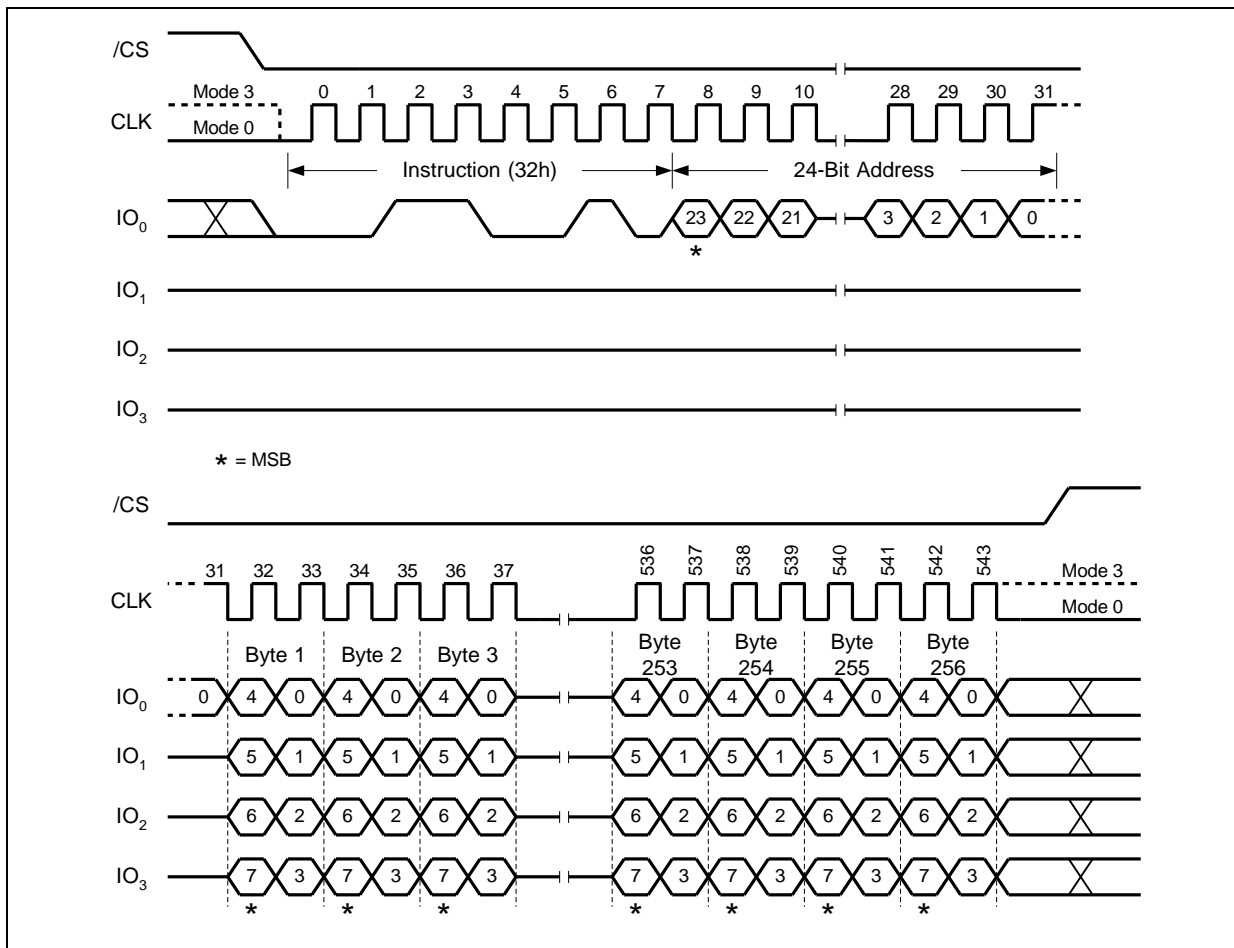 /CS
Mode 3 0 1 2 3 4 5 6 7 8 9 10 28 29 30 31
CLK
Mode 0
Instruction (32h) 24-Bit Address
IO0 23 22 21 3 2 1 0
*
IO1
IO2
IO3
* = MSB
/CS
31 32 33 34 35 36 37 536 537 538 539 540 541 542 543 Mode 3
CLK
Mode 0
Byte 1 Byte 2 Byte 3 Byte 253 Byte 254 Byte 255 Byte 256
IO0 0 4 0 4 0 4 0 4 0 4 0 4 0 4 0
IO1 5 1 5 1 5 1 5 1 5 1 5 1 5 1
IO2 6 2 6 2 6 2 6 2 6 2 6 2 6 2
IO3 7 3 7 3 7 3 7 3 7 3 7 3 7 3
* * * * * * *